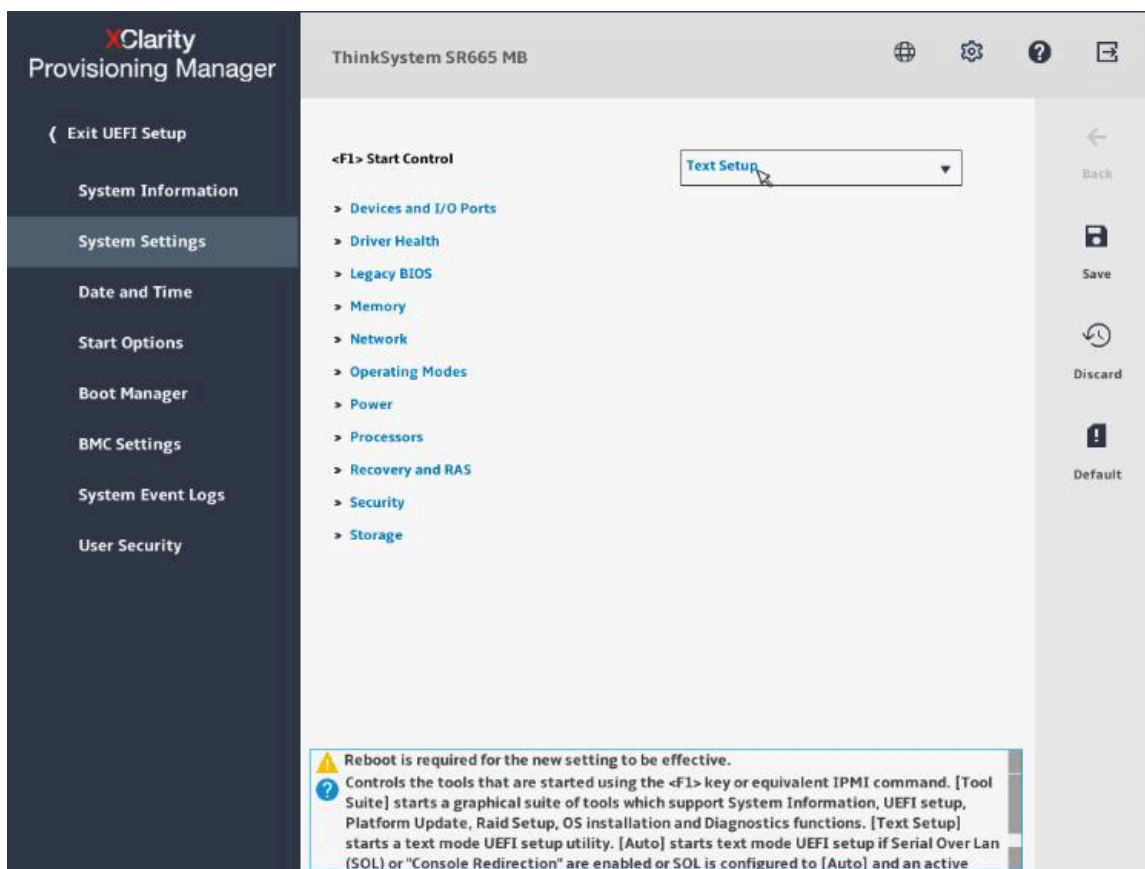 XClarity
Provisioning Manager
ThinkSystem SR665 MB
Exit UEFI Setup
System Information
System Settings
Date and Time
Start Options
Boot Manager
BMC Settings
System Event Logs
User Security
<F1> Start Control
Text Setup
Devices and I/O Ports
Driver Health
Legacy BIOS
Memory
Network
Operating Modes
Power
Processors
Recovery and RAS
Security
Storage
Back
Save
Discard
Default
Reboot is required for the new setting to be effective.
Controls the tools that are started using the <F1> key or equivalent IPMI command. [Tool
Suite] starts a graphical suite of tools which support System Information, UEFI setup,
Platform Update, Raid Setup, OS installation and Diagnostics functions. [Text Setup]
starts a text mode UEFI setup utility. [Auto] starts text mode UEFI setup if Serial Over Lan
(SOL) or "Console Redirection" are enabled or SOL is configured to [Auto] and an active